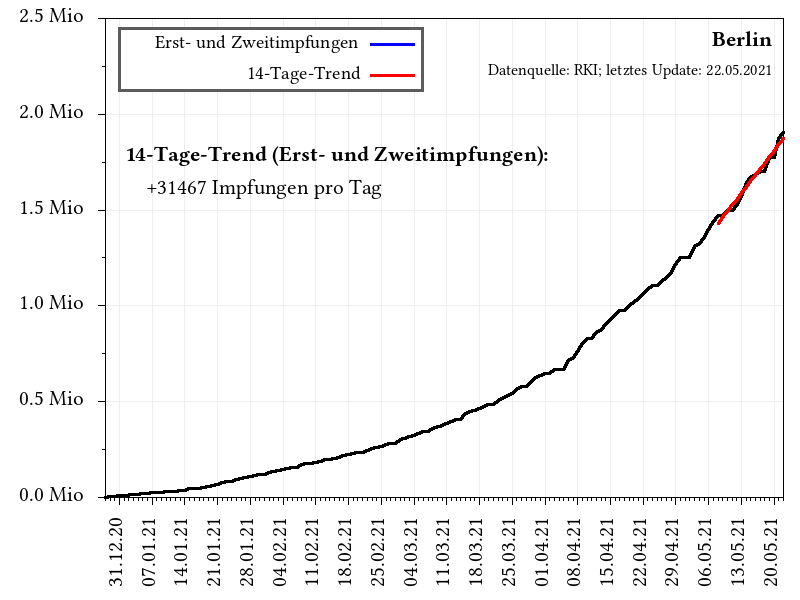 2.5 Mio
2.0 Mio
1.5 Mio
1.0 Mio
0.5 Mio
0.0 Mio
Erst- und Zweitimpfungen
14-Tage-Trend
Berlin
Datenquelle: RKI; letztes Update: 22.05.2021
14-Tage-Trend (Erst- und Zweitimpfungen):
+31467 Impfungen pro Tag
31.12.20
07.01.21
14.01.21
21.01.21
28.01.21
04.02.21
11.02.21
18.02.21
25.02.21
04.03.21
11.03.21
18.03.21
25.03.21
01.04.21
08.04.21
15.04.21
22.04.21
29.04.21
06.05.21
13.05.21
20.05.21